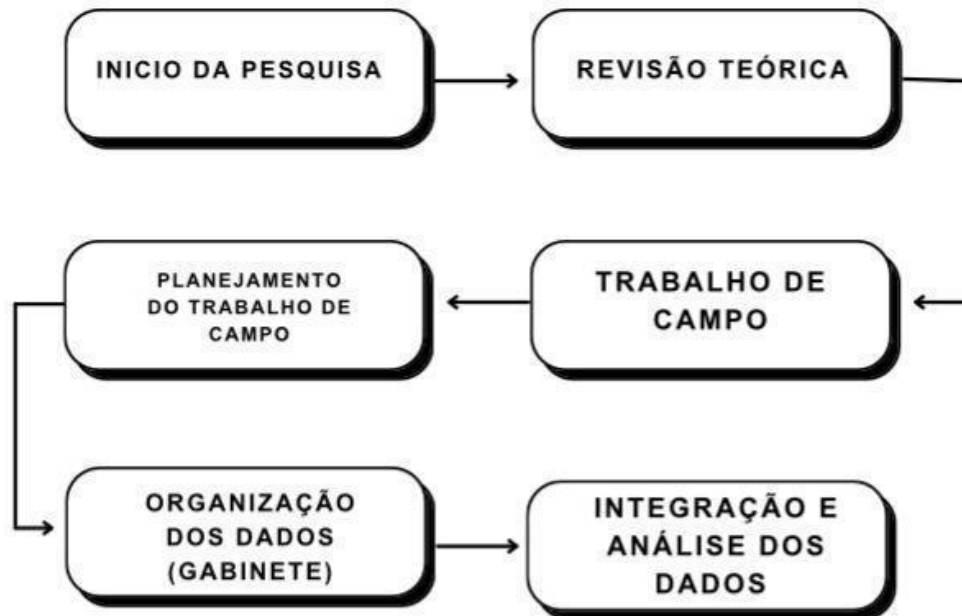 INICIO DA PESQUISA
REVISÃO TEÓRICA
TRABALHO DE
CAMPO
PLANEJAMENTO
DO TRABALHO DE
CAMPO
ORGANIZAÇÃO
DOS DADOS
(GABINETE)
INTEGRAÇÃO E
ANÁLISE DOS
DADOS